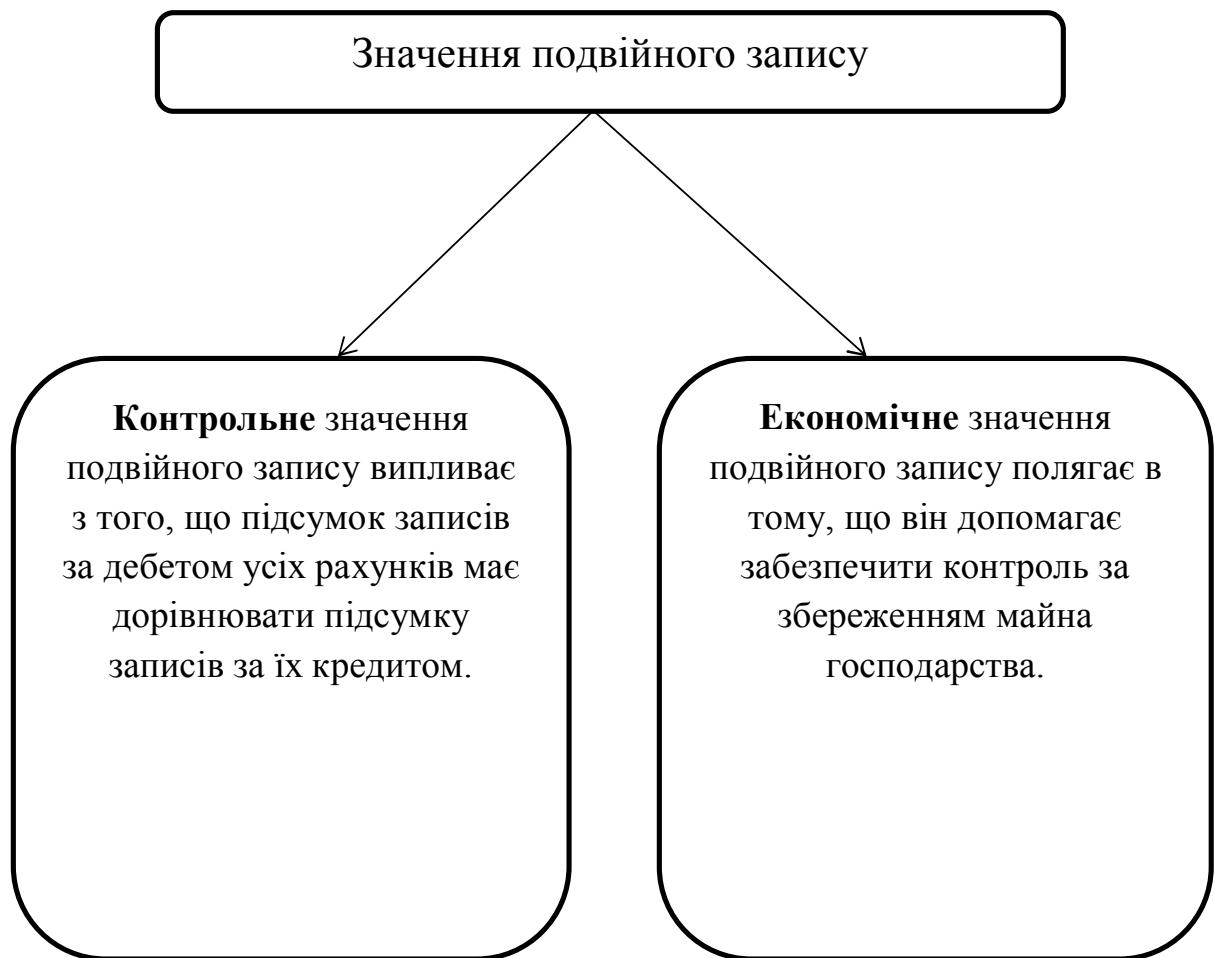 Значення подвійного запису
Контрольне значення
подвійного запису випливає
з того, що підсумок записів
за дебетом усіх рахунків має
дорівнювати підсумку
записів за їх кредитом.
Економічне значення
подвійного запису полягає в
тому, що він допомагає
забезпечити контроль за
збереженням майна
господарства.